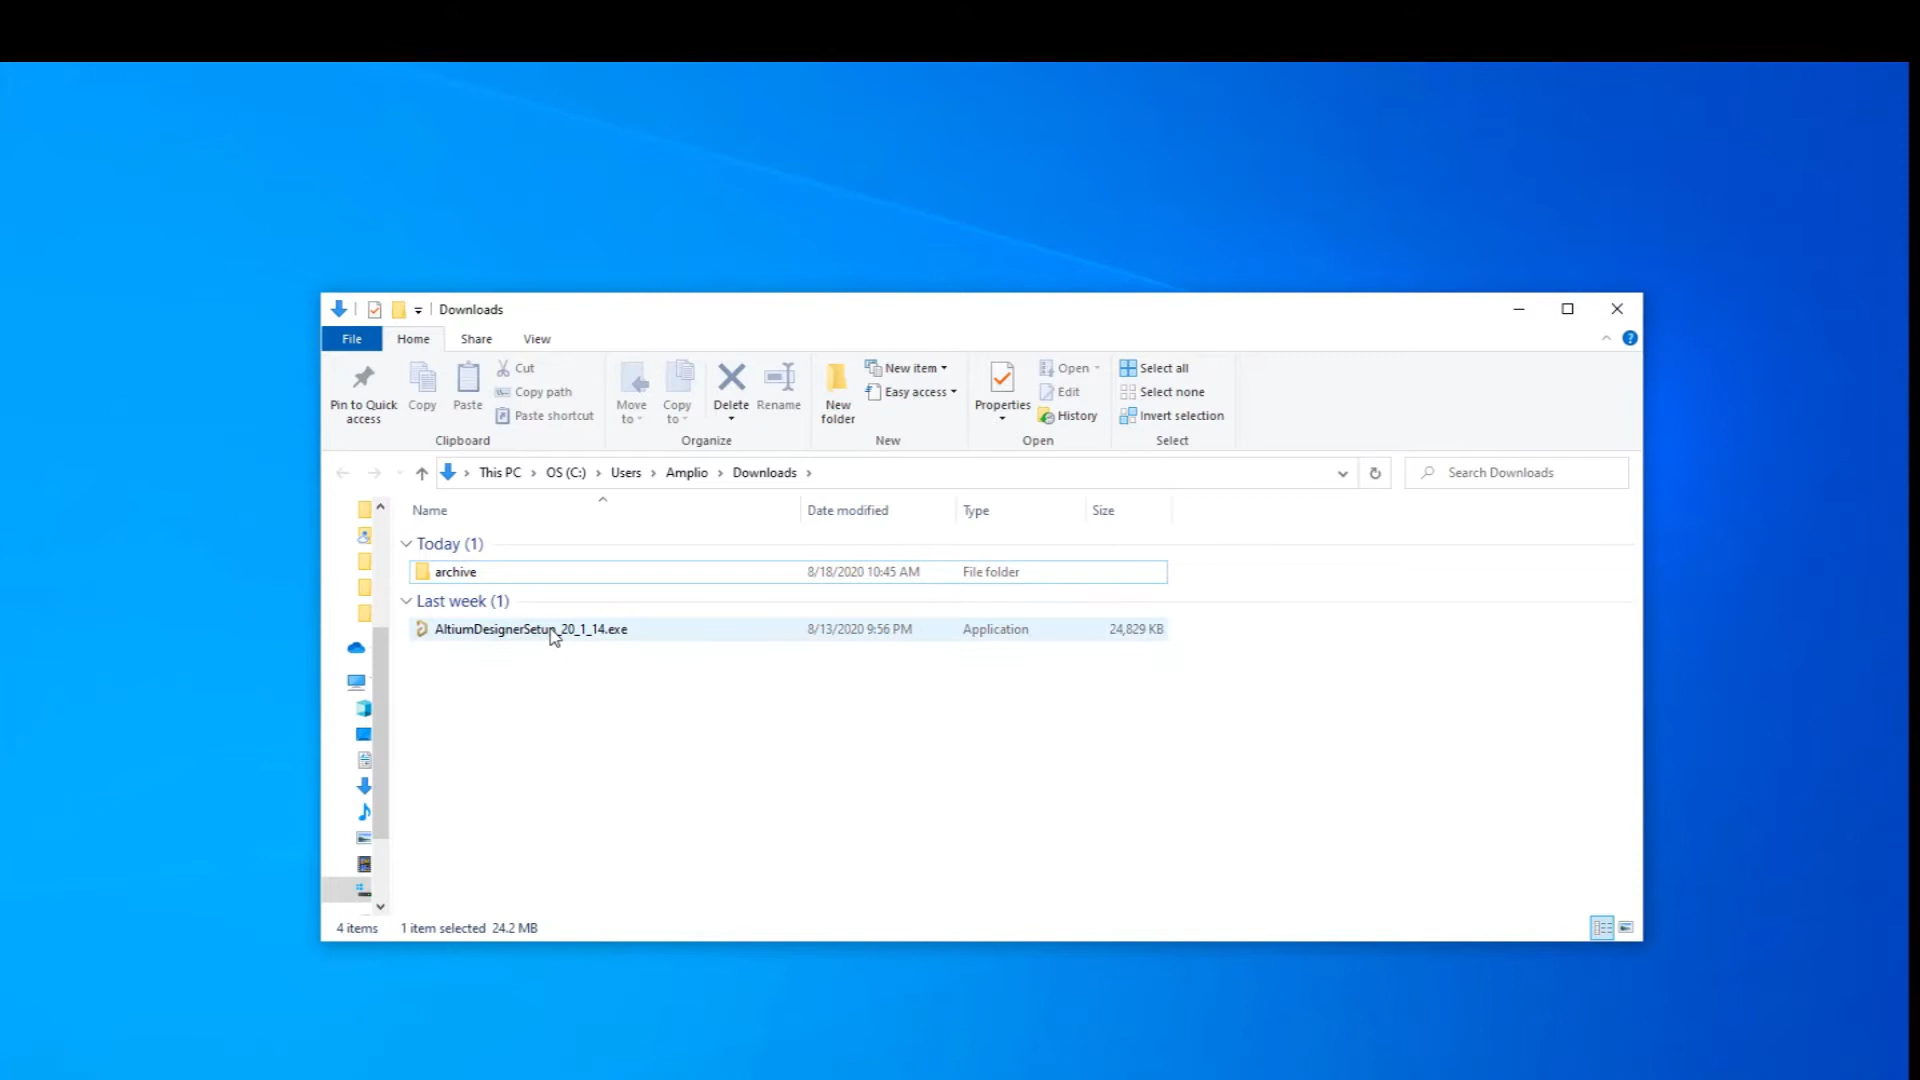 Downloads
File Home Share View
Pin to Quick access
Copy
Paste
Cut
Copy path
Paste shortcut
Move to
Copy to
Delete
Rename
New folder
New item
Easy access
Properties
Open
Edit
History
Select all
Select none
Invert selection
Clipboard Organize New Open Select
This PC OS (C:) Users Amplio Downloads
Search Downloads
Name Date modified Type Size
Today (1)
archive 8/18/2020 10:45 AM File folder
Last week (1)
AltiumDesignerSetup_20_1_14.exe 8/13/2020 9:56 PM Application 24,829 KB
4 items 1 item selected 24.2 MB